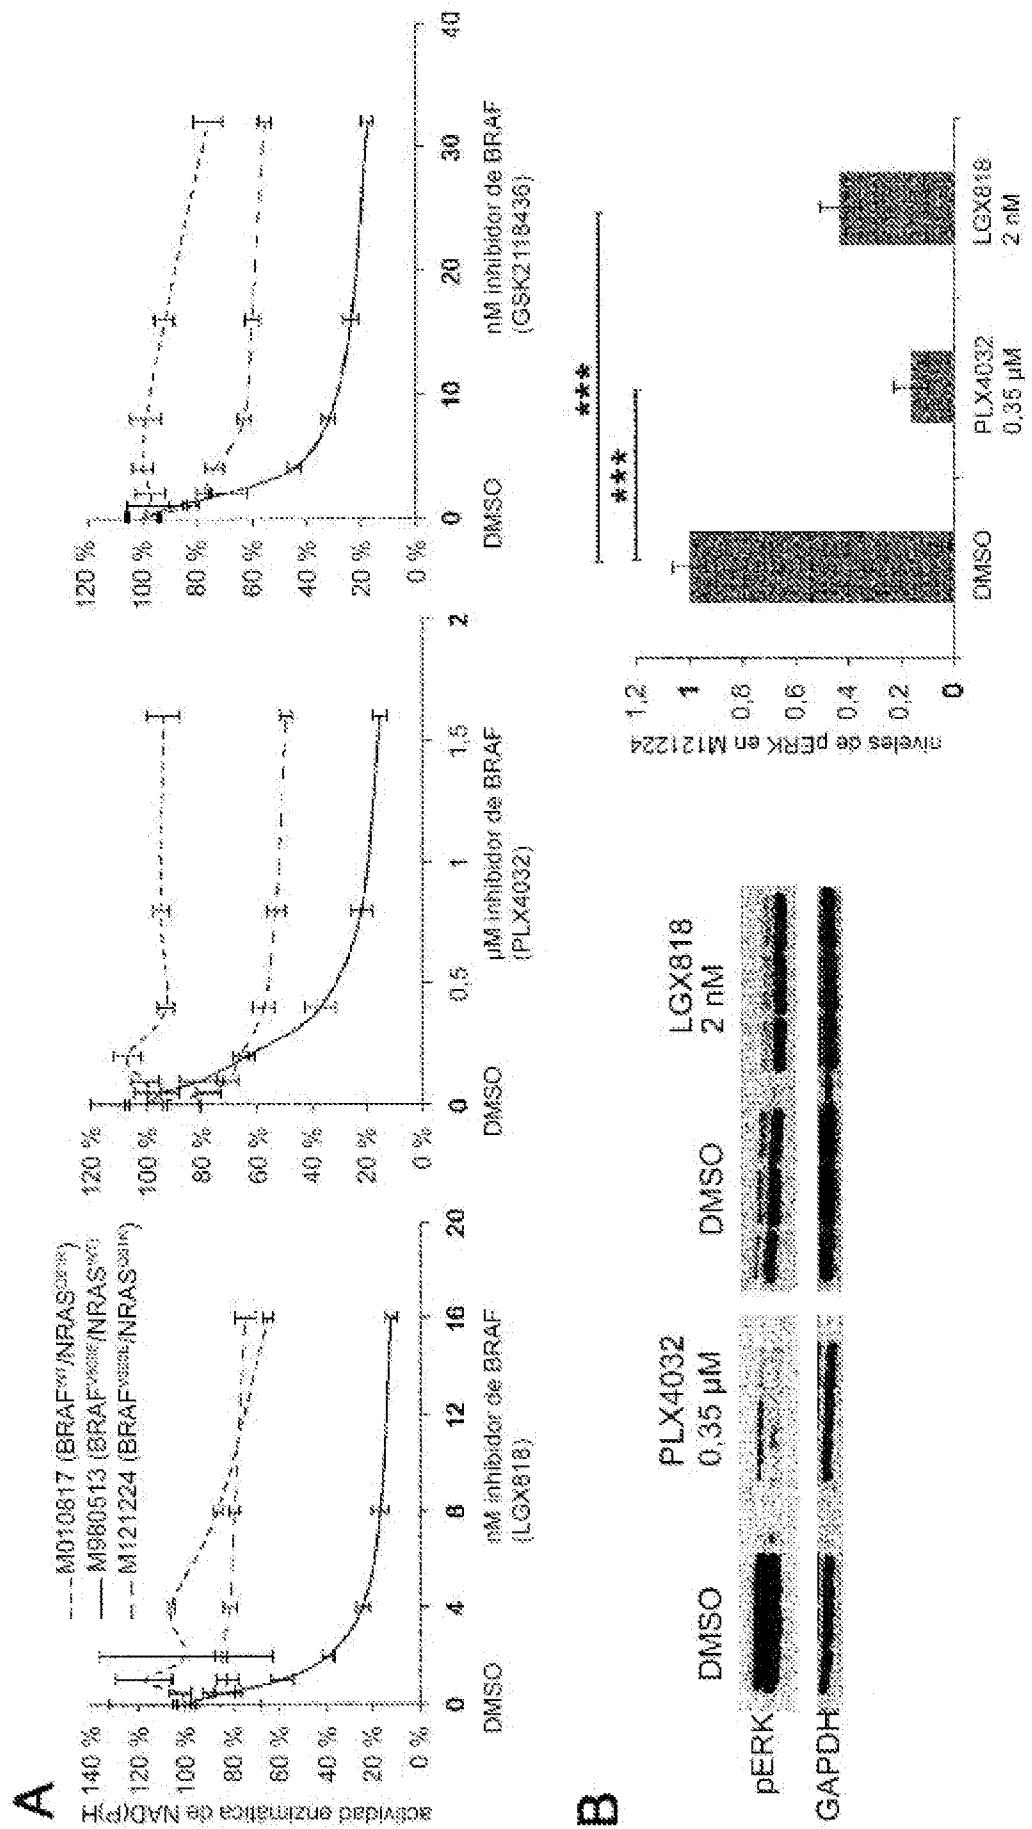 A
actividad enzimática de NAD(P)H
140 %
120 %
100 %
80 %
60 %
40 %
20 %
0 %
M010817 (BRAF /NRAS )
M980513 (BRAF /NRAS )
M121224 (BRAF /NRAS )
0 4 8 12 16 20
DMSO
nM inhibidor de BRAF
(LGX818)
120 %
100 %
80 %
60 %
40 %
20 %
0 %
0 0,5 1 1,5 2
DMSO
µM inhibidor de BRAF
(PLX4032)
120 %
100 %
80 %
60 %
40 %
20 %
0 %
0 10 20 30 40
DMSO
nM inhibidor de BRAF
(GSK2118436)
B
DMSO
PLX4032
0,35 µM
DMSO
LGX818
2 nM
pERK
GAPDH
niveles de pERK en M121224
1,2
1
0,8
0,6
0,4
0,2
0
***
***
DMSO
PLX4032
0,35 µM
LGX818
2 nM